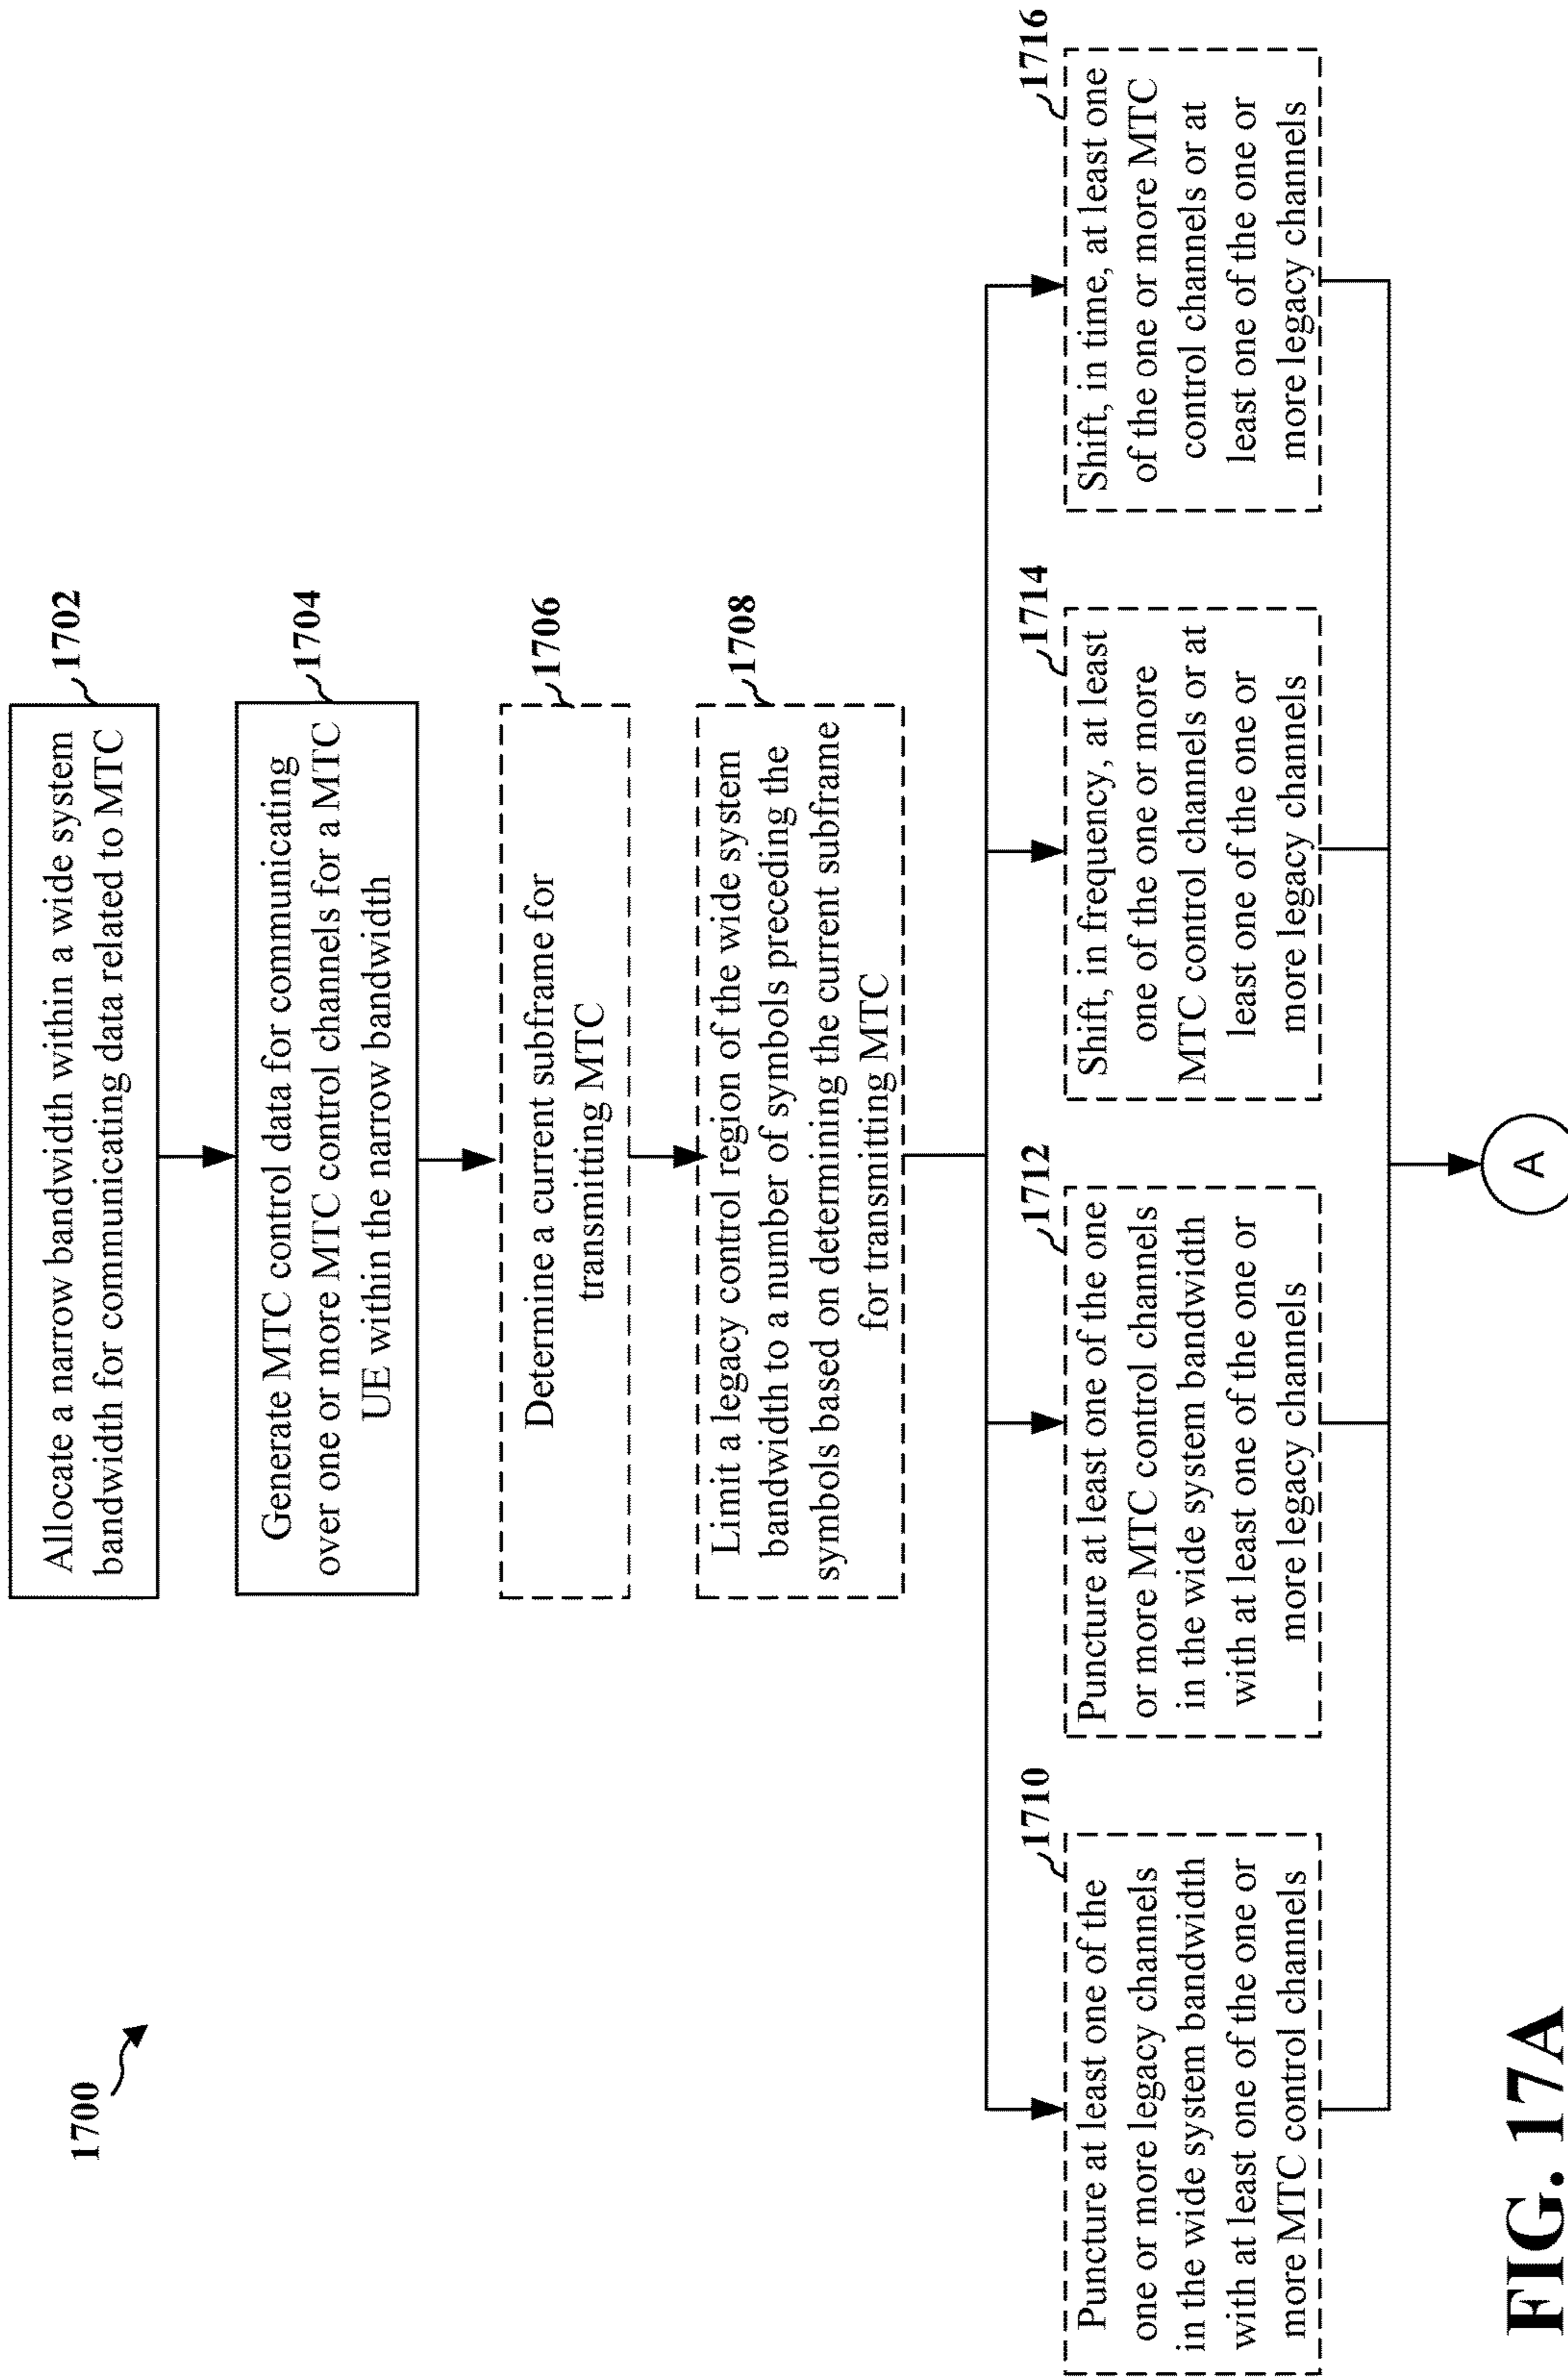 1700
1702
Allocate a narrow bandwidth within a wide system
bandwidth for communicating data related to MTC
1704
Generate MTC control data for communicating
over one or more MTC control channels for a MTC
UE within the narrow bandwidth
1706
Determine a current subframe for
transmitting MTC
1708
Limit a legacy control region of the wide system
bandwidth to a number of symbols preceding the
symbols based on determining the current subframe
for transmitting MTC
1710
Puncture at least one of the
one or more legacy channels
in the wide system bandwidth
with at least one of the one or
more MTC control channels
1712
Puncture at least one of the one
or more MTC control channels
in the wide system bandwidth
with at least one of the one or
more legacy channels
1714
Shift, in frequency, at least
one of the one or more
MTC control channels or at
least one of the one or
more legacy channels
1716
Shift, in time, at least one
of the one or more MTC
control channels or at
least one of the one or
more legacy channels
A
FIG. 17A